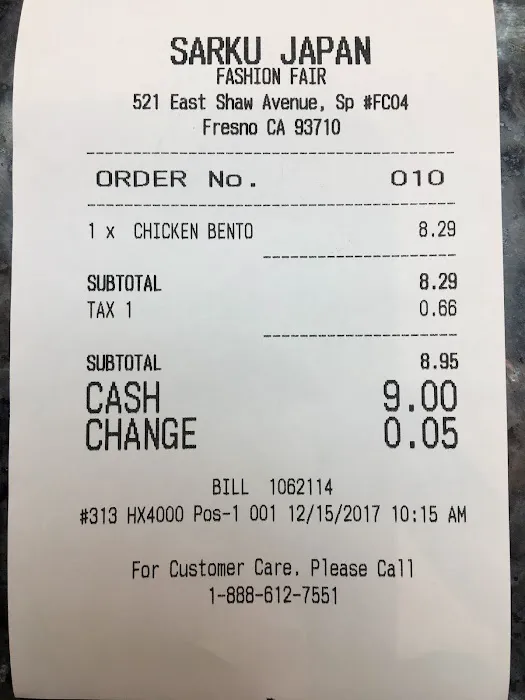 SARKU JAPAN
FASHION FAIR
521 East Shaw Avenue, Sp #FC04
Fresno CA 93710
ORDER No. 010
1 x CHICKEN BENTO 8.29
SUBTOTAL 8.29
TAX 1 0.66
SUBTOTAL 8.95
CASH 9.00
CHANGE 0.05
BILL 1062114
#313 HX4000 Pos-1 001 12/15/2017 10:15 AM
For Customer Care. Please Call
1-888-612-7551